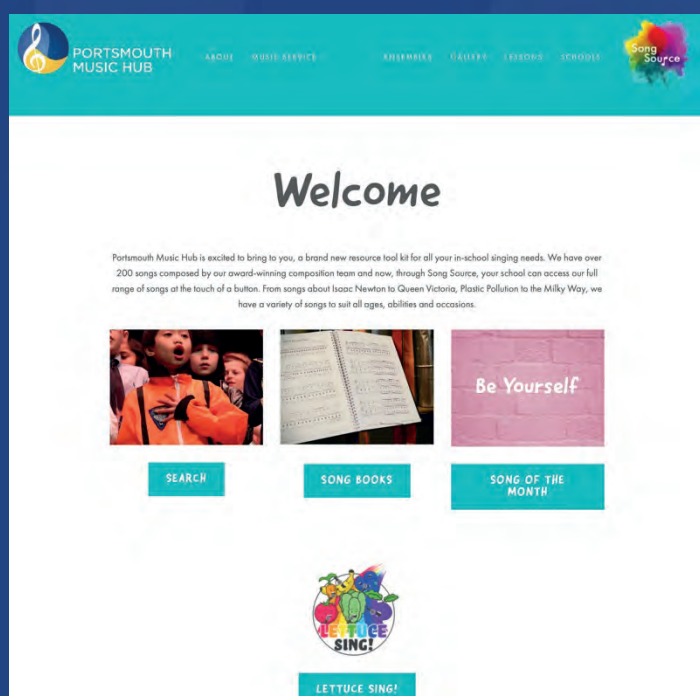 PORTSMOUTH
MUSIC HUB
ABOUT MUSIC SERVICE ENSEMBLES GALLERY LESSONS SCHOOLS
Song
Source
Welcome
Portsmouth Music Hub is excited to bring to you, a brand new resource tool kit for all your in-school singing needs. We have over
200 songs composed by our award-winning composition team and now, through Song Source, your school can access our full
range of songs at the touch of a button. From songs about Isaac Newton to Queen Victoria, Plastic Pollution to the Milky Way, we
have a variety of songs to suit all ages, abilities and occasions.
Be Yourself
SEARCH
SONG BOOKS
SONG OF THE
MONTH
LETTUCE
SING!
LETTUCE SING!